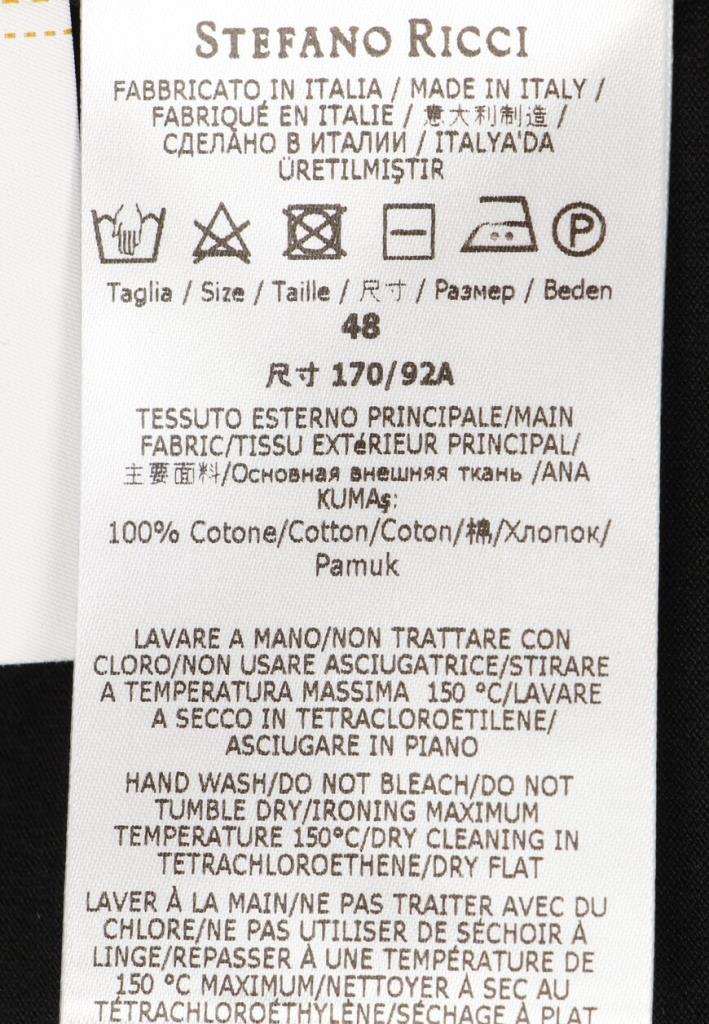 STEFANO RICCI
FABBRICATO IN ITALIA / MADE IN ITALY /
FABRIQUÉ EN ITALIE / 意大利制造 /
СДЕЛАНО В ИТАЛИИ / ITALYA'DA
ÜRETILMIŞTIR
P
Taglia / Size / Taille / 尺寸 / Размер / Beden
48
尺寸 170/92A
TESSUTO ESTERNO PRINCIPALE/MAIN
FABRIC/TISSU EXTéRIEUR PRINCIPAL/
主要面料/Основная внешняя ткань /ANA
KUMAş:
100% Cotone/Cotton/Coton/棉/Хлопок/
Pamuk
LAVARE A MANO/NON TRATTARE CON
CLORO/NON USARE ASCIUGATRICE/STIRARE
A TEMPERATURA MASSIMA 150 °C/LAVARE
A SECCO IN TETRACLOROETILENE/
ASCIUGARE IN PIANO
HAND WASH/DO NOT BLEACH/DO NOT
TUMBLE DRY/IRONING MAXIMUM
TEMPERATURE 150°C/DRY CLEANING IN
TETRACHLOROETHENE/DRY FLAT
LAVER À LA MAIN/NE PAS TRAITER AVEC DU
CHLORE/NE PAS UTILISER DE SÉCHOIR À
LINGE/REPASSER À UNE TEMPÉRATURE DE
150 °C MAXIMUM/NETTOYER À SEC AU
TÉTRACHLOROÉTHYLÈNE/SÉCHAGE À PLAT